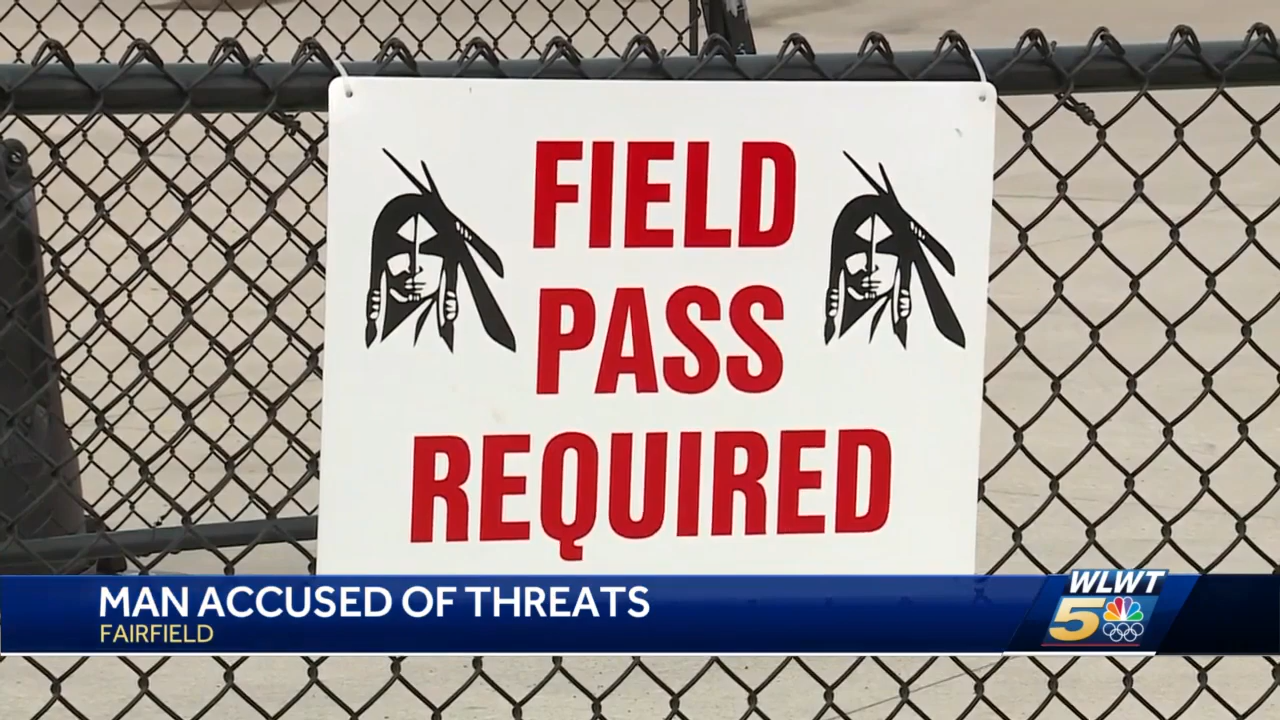 FIELD
PASS
REQUIRED
MAN ACCUSED OF THREATS
FAIRFIELD
WLWT
5